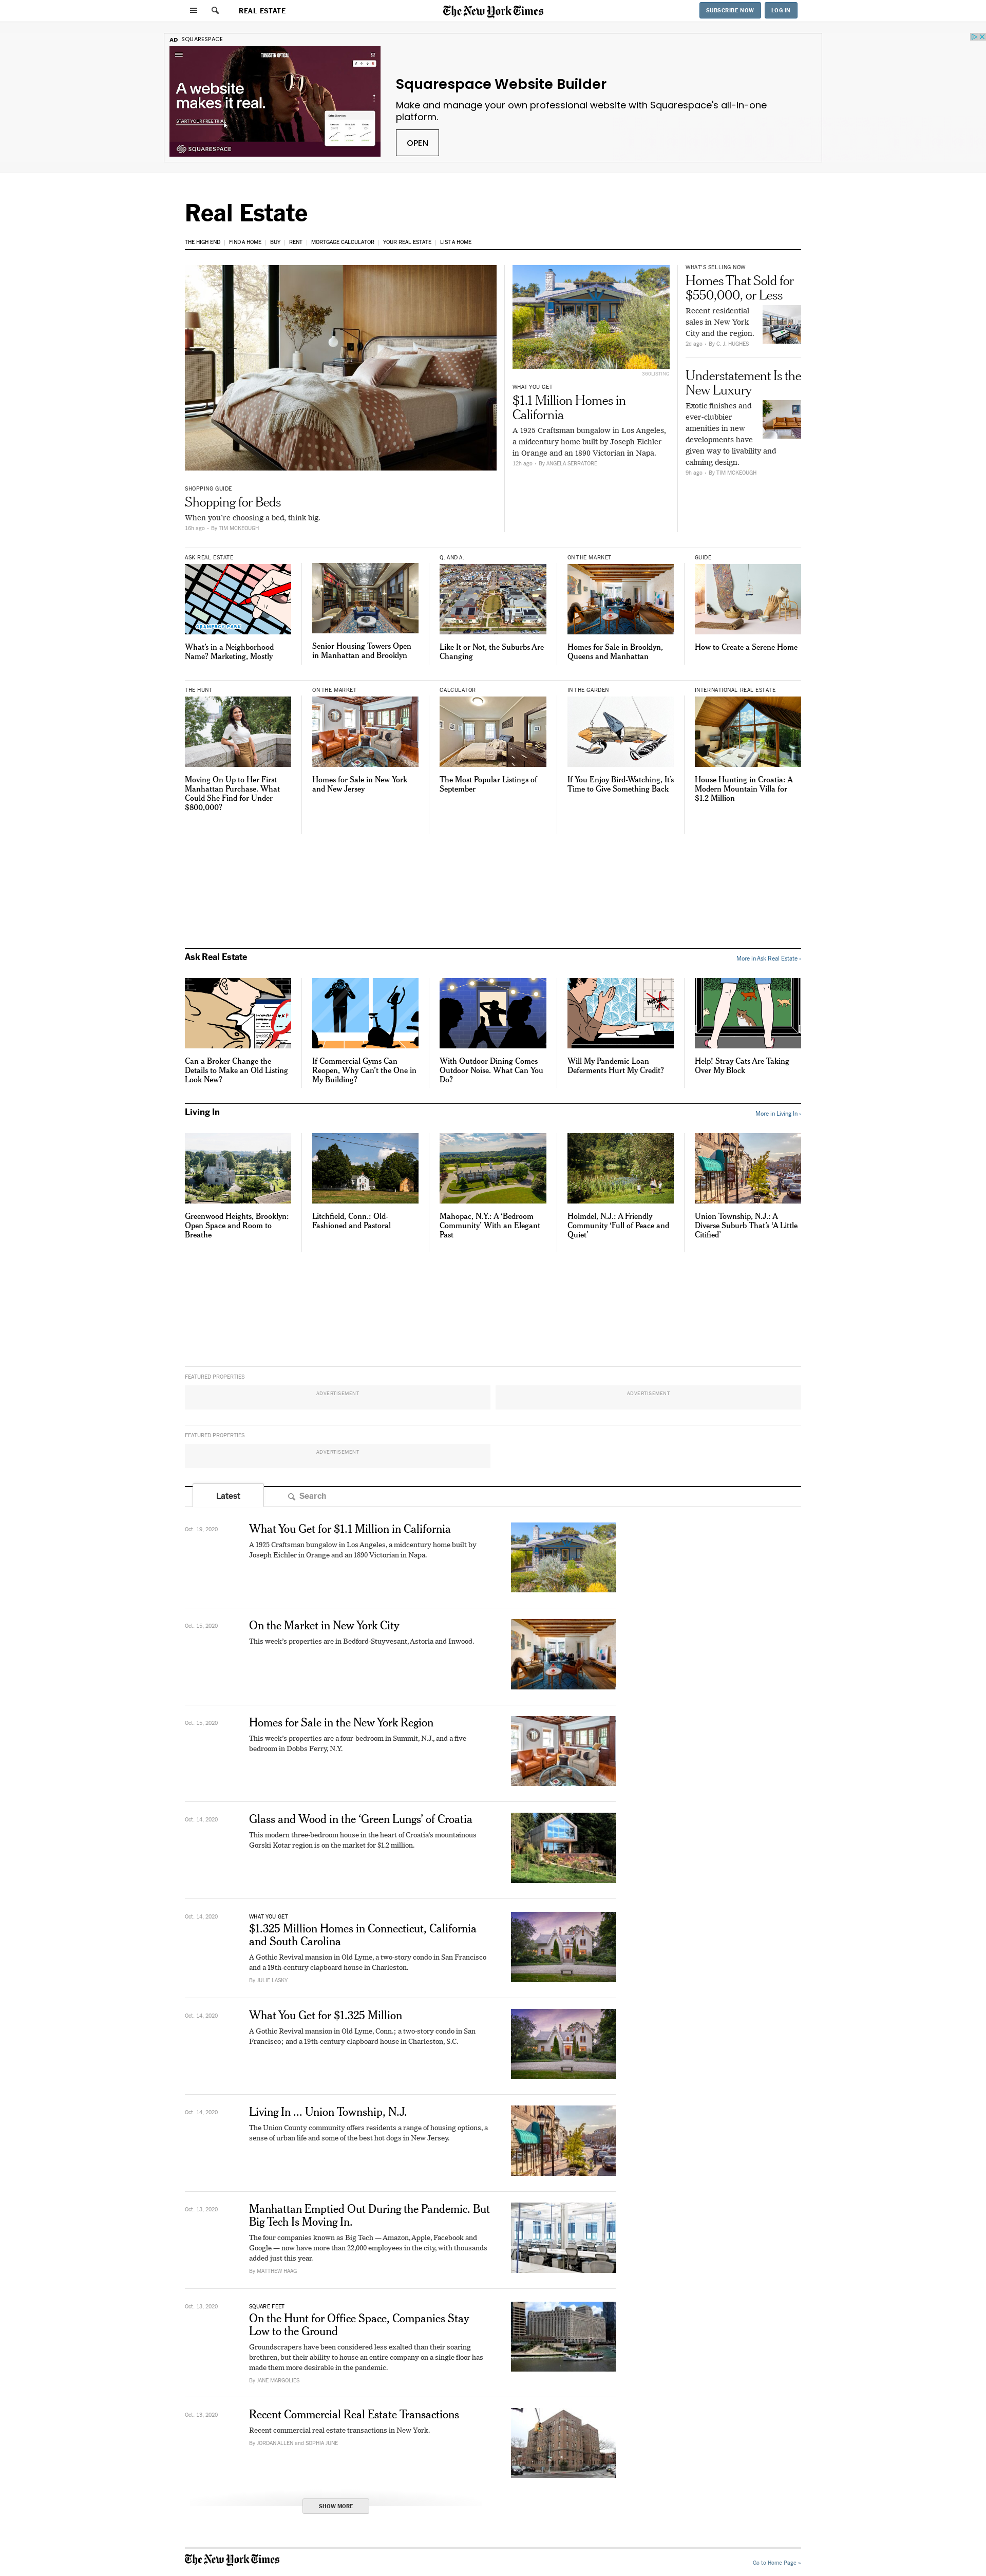 REAL ESTATE
The New York Times
SUBSCRIBE NOW
LOG IN
AD SQUARESPACE
TUNGSTEN OPTICAL
A website
makes it real.
START YOUR FREE TRIAL
SQUARESPACE
Squarespace Website Builder
Make and manage your own professional website with Squarespace's all-in-one
platform.
OPEN
Real Estate
THE HIGH END
FIND A HOME
BUY
RENT
MORTGAGE CALCULATOR
YOUR REAL ESTATE
LIST A HOME
SHOPPING GUIDE
Shopping for Beds
When you're choosing a bed, think big.
16h ago – By TIM MCKEOUGH
WHAT YOU GET
$1.1 Million Homes in
California
A 1925 Craftsman bungalow in Los Angeles,
a midcentury home built by Joseph Eichler
in Orange and an 1890 Victorian in Napa.
12h ago – By ANGELA SERRATORE
WHAT'S SELLING NOW
Homes That Sold for
$550,000, or Less
Recent residential
sales in New York
City and the region.
2d ago • By C. J. HUGHES
Understatement Is the
New Luxury
Exotic finishes and
ever-clubbier
amenities in new
developments have
given way to livability and
calming design.
9h ago • By TIM MCKEOUGH
ASK REAL ESTATE
GRAMERCY PARK
What's in a Neighborhood
Name? Marketing, Mostly
Senior Housing Towers Open
in Manhattan and Brooklyn
Q. AND A.
Like It or Not, the Suburbs Are
Changing
ON THE MARKET
Homes for Sale in Brooklyn,
Queens and Manhattan
GUIDE
How to Create a Serene Home
THE HUNT
Moving On Up to Her First
Manhattan Purchase. What
Could She Find for Under
$800,000?
ON THE MARKET
Homes for Sale in New York
and New Jersey
CALCULATOR
The Most Popular Listings of
September
IN THE GARDEN
If You Enjoy Bird-Watching, It's
Time to Give Something Back
INTERNATIONAL REAL ESTATE
House Hunting in Croatia: A
Modern Mountain Villa for
$1.2 Million
Ask Real Estate
More in Ask Real Estate »
Can a Broker Change the
Details to Make an Old Listing
Look New?
If Commercial Gyms Can
Reopen, Why Can't the One in
My Building?
With Outdoor Dining Comes
Outdoor Noise. What Can You
Do?
Will My Pandemic Loan
Deferments Hurt My Credit?
Help! Stray Cats Are Taking
Over My Block
Living In
More in Living In »
Greenwood Heights, Brooklyn:
Open Space and Room to
Breathe
Litchfield, Conn.: Old-
Fashioned and Pastoral
Mahopac, N.Y.: A ‘Bedroom
Community’ With an Elegant
Past
Holmdel, N.J.: A Friendly
Community ‘Full of Peace and
Quiet’
Union Township, N.J.: A
Diverse Suburb That's ‘A Little
Citified’
FEATURED PROPERTIES
ADVERTISEMENT
ADVERTISEMENT
FEATURED PROPERTIES
ADVERTISEMENT
Latest
Search
Oct. 19, 2020
What You Get for $1.1 Million in California
A 1925 Craftsman bungalow in Los Angeles, a midcentury home built by
Joseph Eichler in Orange and an 1890 Victorian in Napa.
Oct. 15, 2020
On the Market in New York City
This week's properties are in Bedford-Stuyvesant, Astoria and Inwood.
Oct. 15, 2020
Homes for Sale in the New York Region
This week's properties are a four-bedroom in Summit, N.J., and a five-
bedroom in Dobbs Ferry, N.Y.
Oct. 14, 2020
Glass and Wood in the ‘Green Lungs’ of Croatia
This modern three-bedroom house in the heart of Croatia's mountainous
Gorski Kotar region is on the market for $1.2 million.
Oct. 14, 2020
WHAT YOU GET
$1.325 Million Homes in Connecticut, California
and South Carolina
A Gothic Revival mansion in Old Lyme, a two-story condo in San Francisco
and a 19th-century clapboard house in Charleston.
By JULIE LASKY
Oct. 14, 2020
What You Get for $1.325 Million
A Gothic Revival mansion in Old Lyme, Conn.; a two-story condo in San
Francisco; and a 19th-century clapboard house in Charleston, S.C.
Oct. 14, 2020
Living In ... Union Township, N.J.
The Union County community offers residents a range of housing options, a
sense of urban life and some of the best hot dogs in New Jersey.
Oct. 13, 2020
Manhattan Emptied Out During the Pandemic. But
Big Tech Is Moving In.
The four companies known as Big Tech — Amazon, Apple, Facebook and
Google — now have more than 22,000 employees in the city, with thousands
added just this year.
By MATTHEW HAAG
Oct. 13, 2020
SQUARE FEET
On the Hunt for Office Space, Companies Stay
Low to the Ground
Groundscrapers have been considered less exalted than their soaring
brethren, but their ability to house an entire company on a single floor has
made them more desirable in the pandemic.
By JANE MARGOLIES
Oct. 13, 2020
Recent Commercial Real Estate Transactions
Recent commercial real estate transactions in New York.
By JORDAN ALLEN and SOPHIA JUNE
SHOW MORE
The New York Times
Go to Home Page »